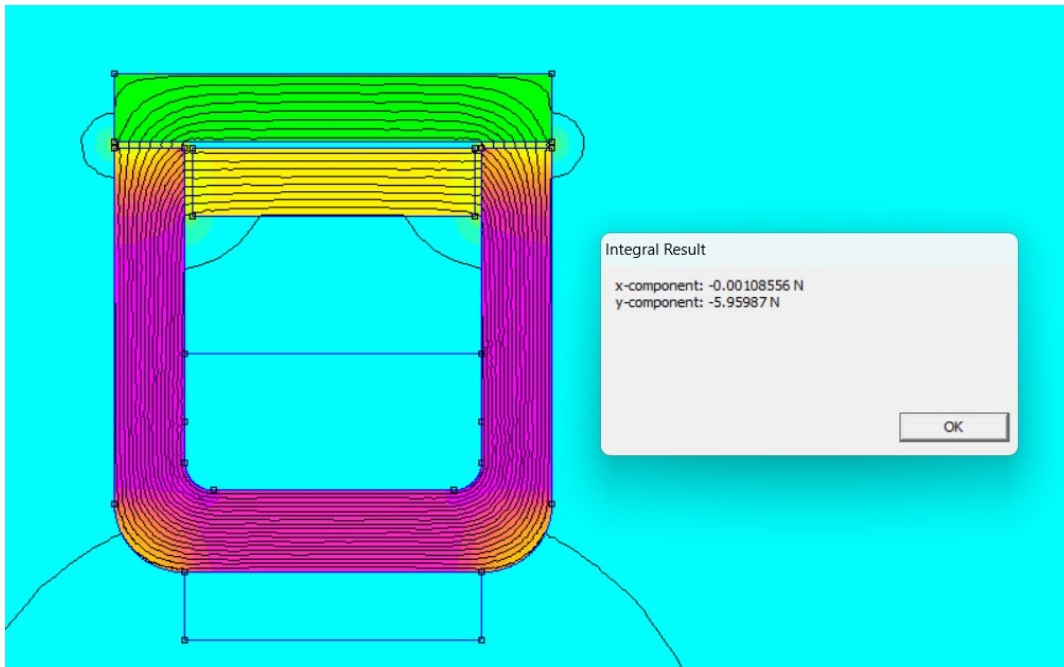 Integral Result
x-component: -0.00108556 N
y-component: -5.95987 N
OK